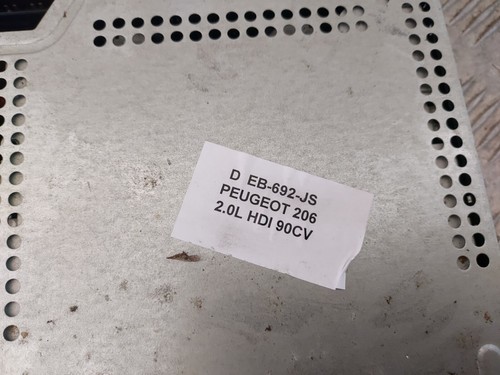 D EB-692-JS
PEUGEOT 206
2.0L HDI 90CV